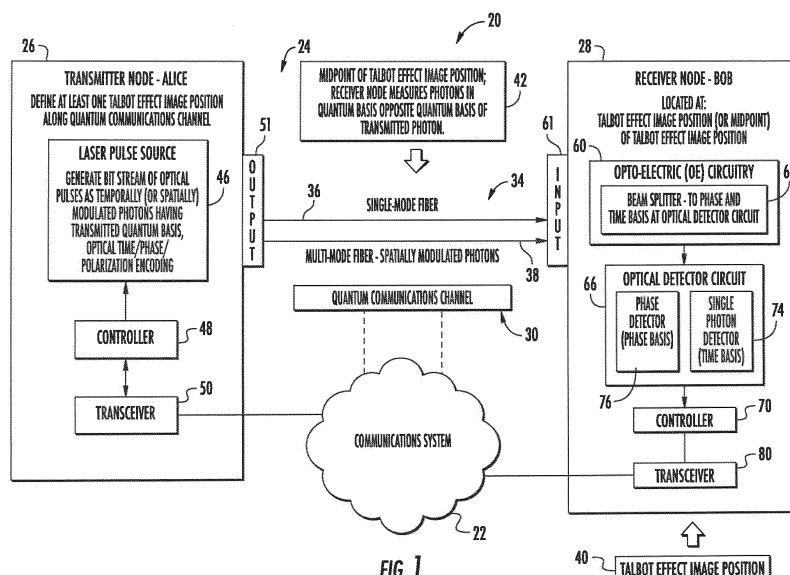 20
26
TRANSMITTER NODE - ALICE
DEFINE AT LEAST ONE TALBOT EFFECT IMAGE POSITION
ALONG QUANTUM COMMUNICATIONS CHANNEL
LASER PULSE SOURCE
GENERATE BIT STREAM OF OPTICAL
PULSES AS TEMPORALLY (OR SPATIALLY)
MODULATED PHOTONS HAVING
TRANSMITTED QUANTUM BASIS,
OPTICAL TIME/PHASE/
POLARIZATION ENCODING
46
CONTROLLER
48
TRANSCEIVER
50
24
51
OUTPUT
MIDPOINT OF TALBOT EFFECT IMAGE POSITION;
RECEIVER NODE MEASURES PHOTONS IN
QUANTUM BASIS OPPOSITE QUANTUM BASIS OF
TRANSMITTED PHOTON.
42
34
36
SINGLE-MODE FIBER
MULTI-MODE FIBER - SPATIALLY MODULATED PHOTONS
38
QUANTUM COMMUNICATIONS CHANNEL
30
COMMUNICATIONS SYSTEM
22
61
INPUT
28
RECEIVER NODE - BOB
LOCATED AT:
TALBOT EFFECT IMAGE POSITION (OR MIDPOINT)
OF TALBOT EFFECT IMAGE POSITION
60
OPTO-ELECTRIC (OE) CIRCUITRY
BEAM SPLITTER - TO PHASE AND
TIME BASIS AT OPTICAL DETECTOR CIRCUIT
66
OPTICAL DETECTOR CIRCUIT
PHASE
DETECTOR
(PHASE BASIS)
76
SINGLE
PHOTON
DETECTOR
(TIME BASIS)
74
CONTROLLER
70
TRANSCEIVER
80
40
TALBOT EFFECT IMAGE POSITION
FIG. 1